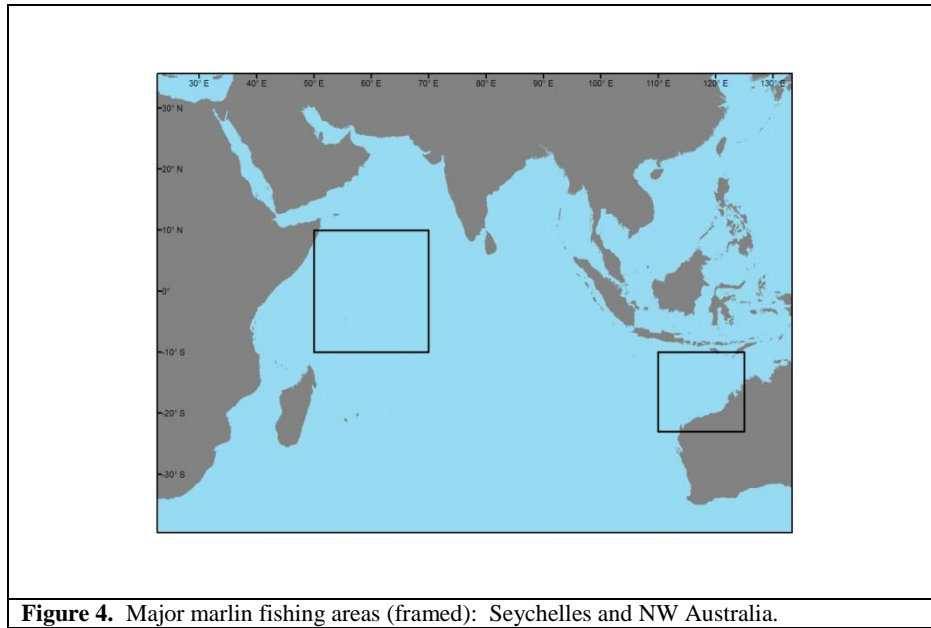 30° E 40° E 50° E 60° E 70° E 80° E 90° E 100° E 110° E 120° E 130° E
30° N
20° N
10° N
0°
10° S
20° S
30° S
Figure 4. Major marlin fishing areas (framed): Seychelles and NW Australia.